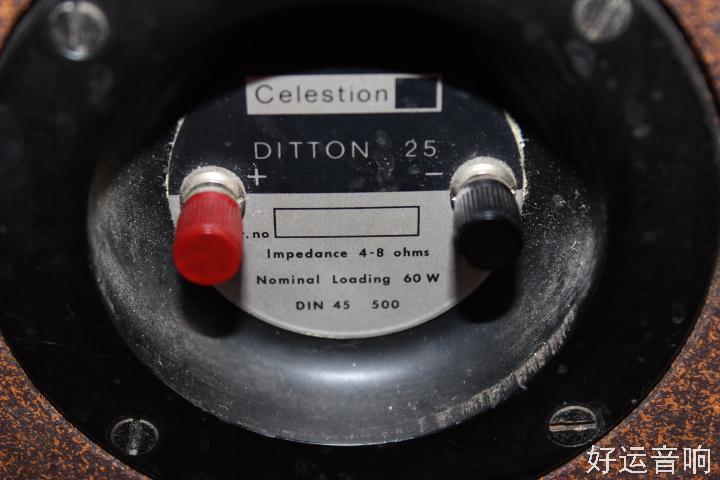 Celestion
DITTON 25
+ −
r.no
Impedance 4-8 ohms
Nominal Loading 60 W
DIN 45 500
好运音响